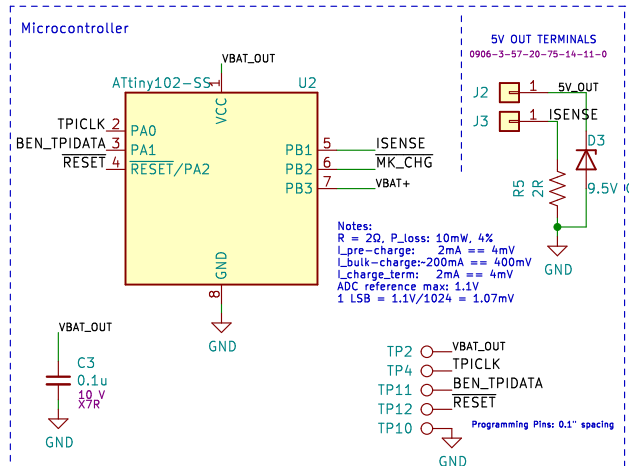 Microcontroller
VBAT_OUT
ATtiny102-SS
U2
1
VCC
TPICLK 2 PA0
BEN_TPIDATA 3 PA1
RESET 4 RESET/PA2
PB1 5 ISENSE
PB2 6 MK_CHG
PB3 7 VBAT+
GND
8
GND
5V OUT TERMINALS
0906-3-57-20-75-14-11-0
J2 1 5V_OUT
J3 1 ISENSE
D3
R5
2R
9.5V
GND
Notes:
R = 2Ω, P_loss: 10mW, 4%
I_pre-charge: 2mA == 4mV
I_bulk-charge:~200mA == 400mV
I_charge_term: 2mA == 4mV
ADC reference max: 1.1V
1 LSB = 1.1V/1024 = 1.07mV
VBAT_OUT
C3
0.1u
10 V
X7R
GND
TP2 VBAT_OUT
TP4 TPICLK
TP11 BEN_TPIDATA
TP12 RESET
TP10
Programming Pins: 0.1" spacing
GND